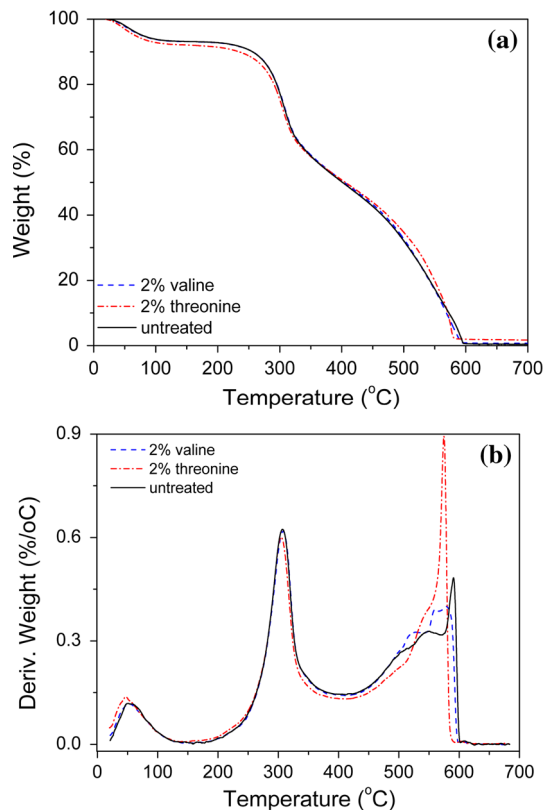 (a)
100
80
60
40
20
0
Weight (%)
2% valine
2% threonine
untreated
0 100 200 300 400 500 600 700
Temperature (°C)
(b)
0.9
0.6
0.3
0.0
Deriv. Weight (%/oC)
2% valine
2% threonine
untreated
0 100 200 300 400 500 600 700
Temperature (°C)